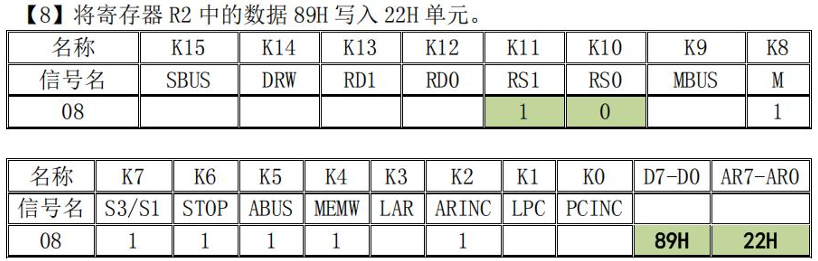 【8】将寄存器 R2 中的数据 89H 写入 22H 单元。
名称 K15 K14 K13 K12 K11 K10 K9 K8
信号名 SBUS DRW RD1 RD0 RS1 RS0 MBUS M
08 1 0 1
名称 K7 K6 K5 K4 K3 K2 K1 K0 D7-D0 AR7-AR0
信号名 S3/S1 STOP ABUS MEMW LAR ARINC LPC PCINC
08 1 1 1 1 1 89H 22H